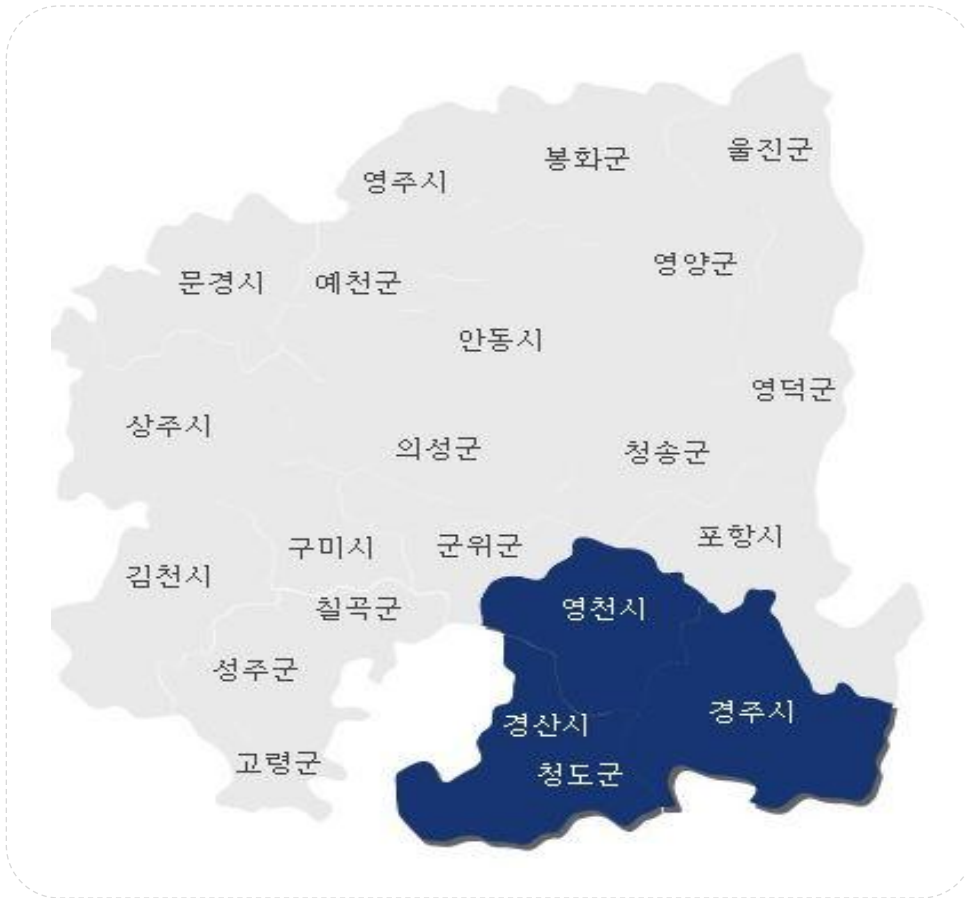 울진군
봉화군
영주시
영양군
문경시
예천군
안동시
영덕군
상주시
의성군
청송군
포항시
구미시
군위군
김천시
칠곡군
영천시
성주군
경주시
경산시
고령군
청도군